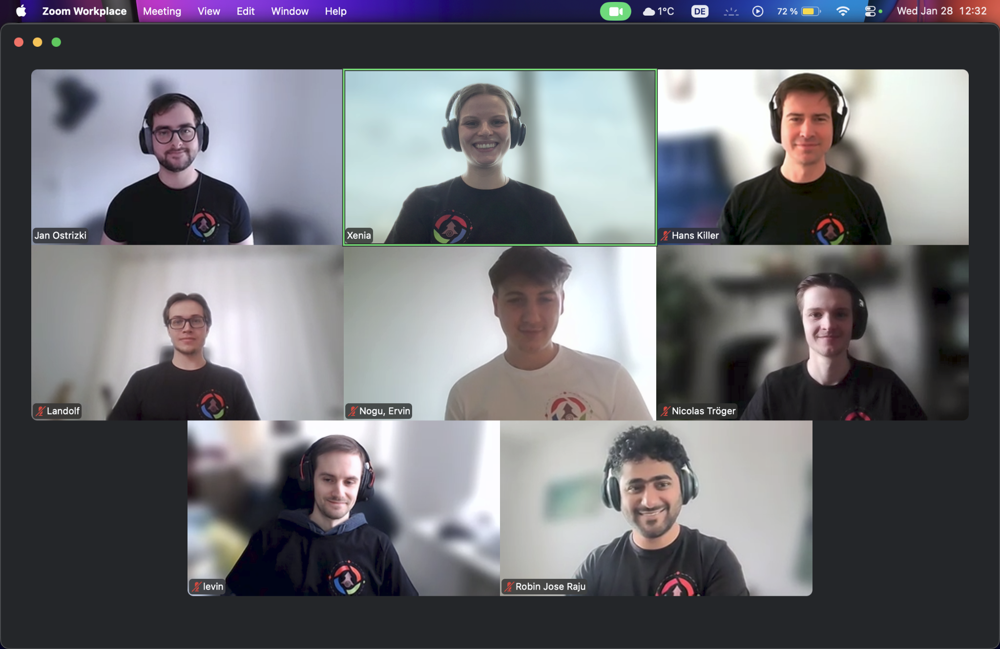 Zoom Workplace Meeting View Edit Window Help 1°C DE 72 % Wed Jan 28 12:32
Jan Ostrizki
Xenia
Hans Killer
Landolf
Nogu, Ervin
Nicolas Tröger
levin
Robin Jose Raju